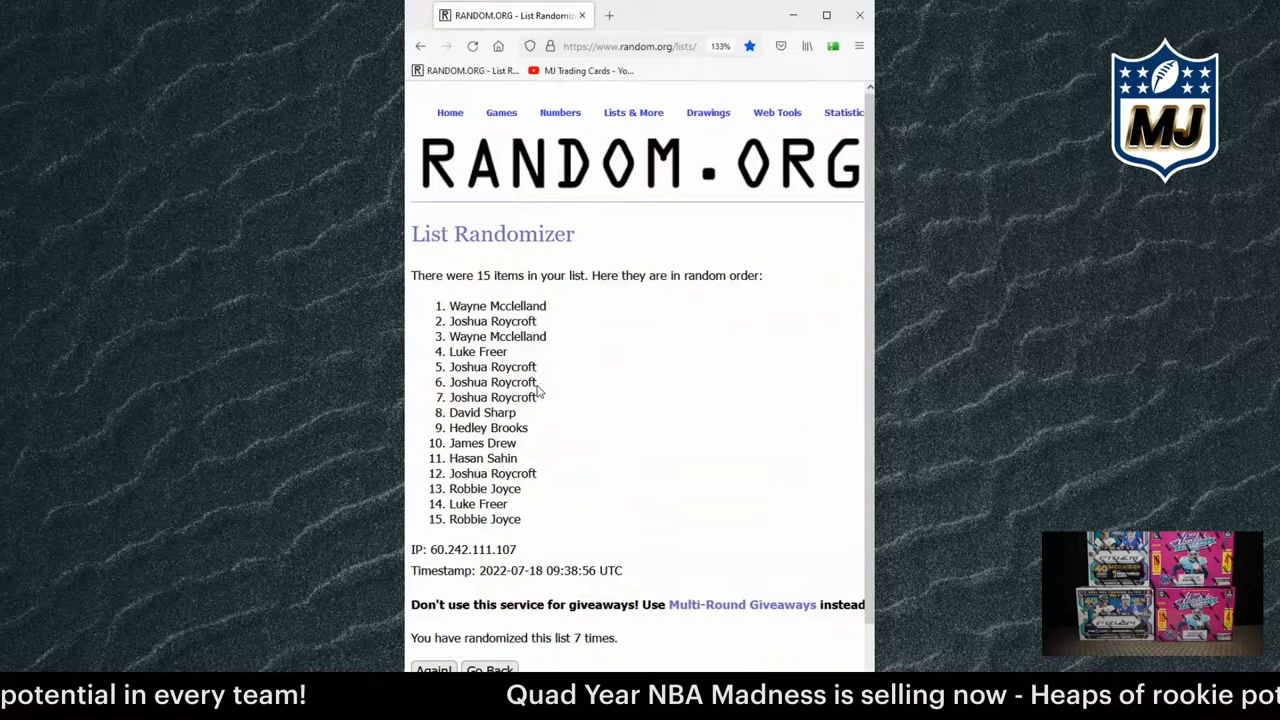 RANDOM.ORG - List Randomiz
https://www.random.org/lists/ 133%
RANDOM.ORG - List R... MJ Trading Cards - Yo...
Home Games Numbers Lists & More Drawings Web Tools Statistic
RANDOM.ORG
List Randomizer
There were 15 items in your list. Here they are in random order:
1. Wayne Mcclelland
2. Joshua Roycroft
3. Wayne Mcclelland
4. Luke Freer
5. Joshua Roycroft
6. Joshua Roycroft
7. Joshua Roycroft
8. David Sharp
9. Hedley Brooks
10. James Drew
11. Hasan Sahin
12. Joshua Roycroft
13. Robbie Joyce
14. Luke Freer
15. Robbie Joyce
IP: 60.242.111.107
Timestamp: 2022-07-18 09:38:56 UTC
Don't use this service for giveaways! Use Multi-Round Giveaways instead
You have randomized this list 7 times.
Again! Go Back
MJ
PRIZM
potential in every team! Quad Year NBA Madness is selling now - Heaps of rookie pot